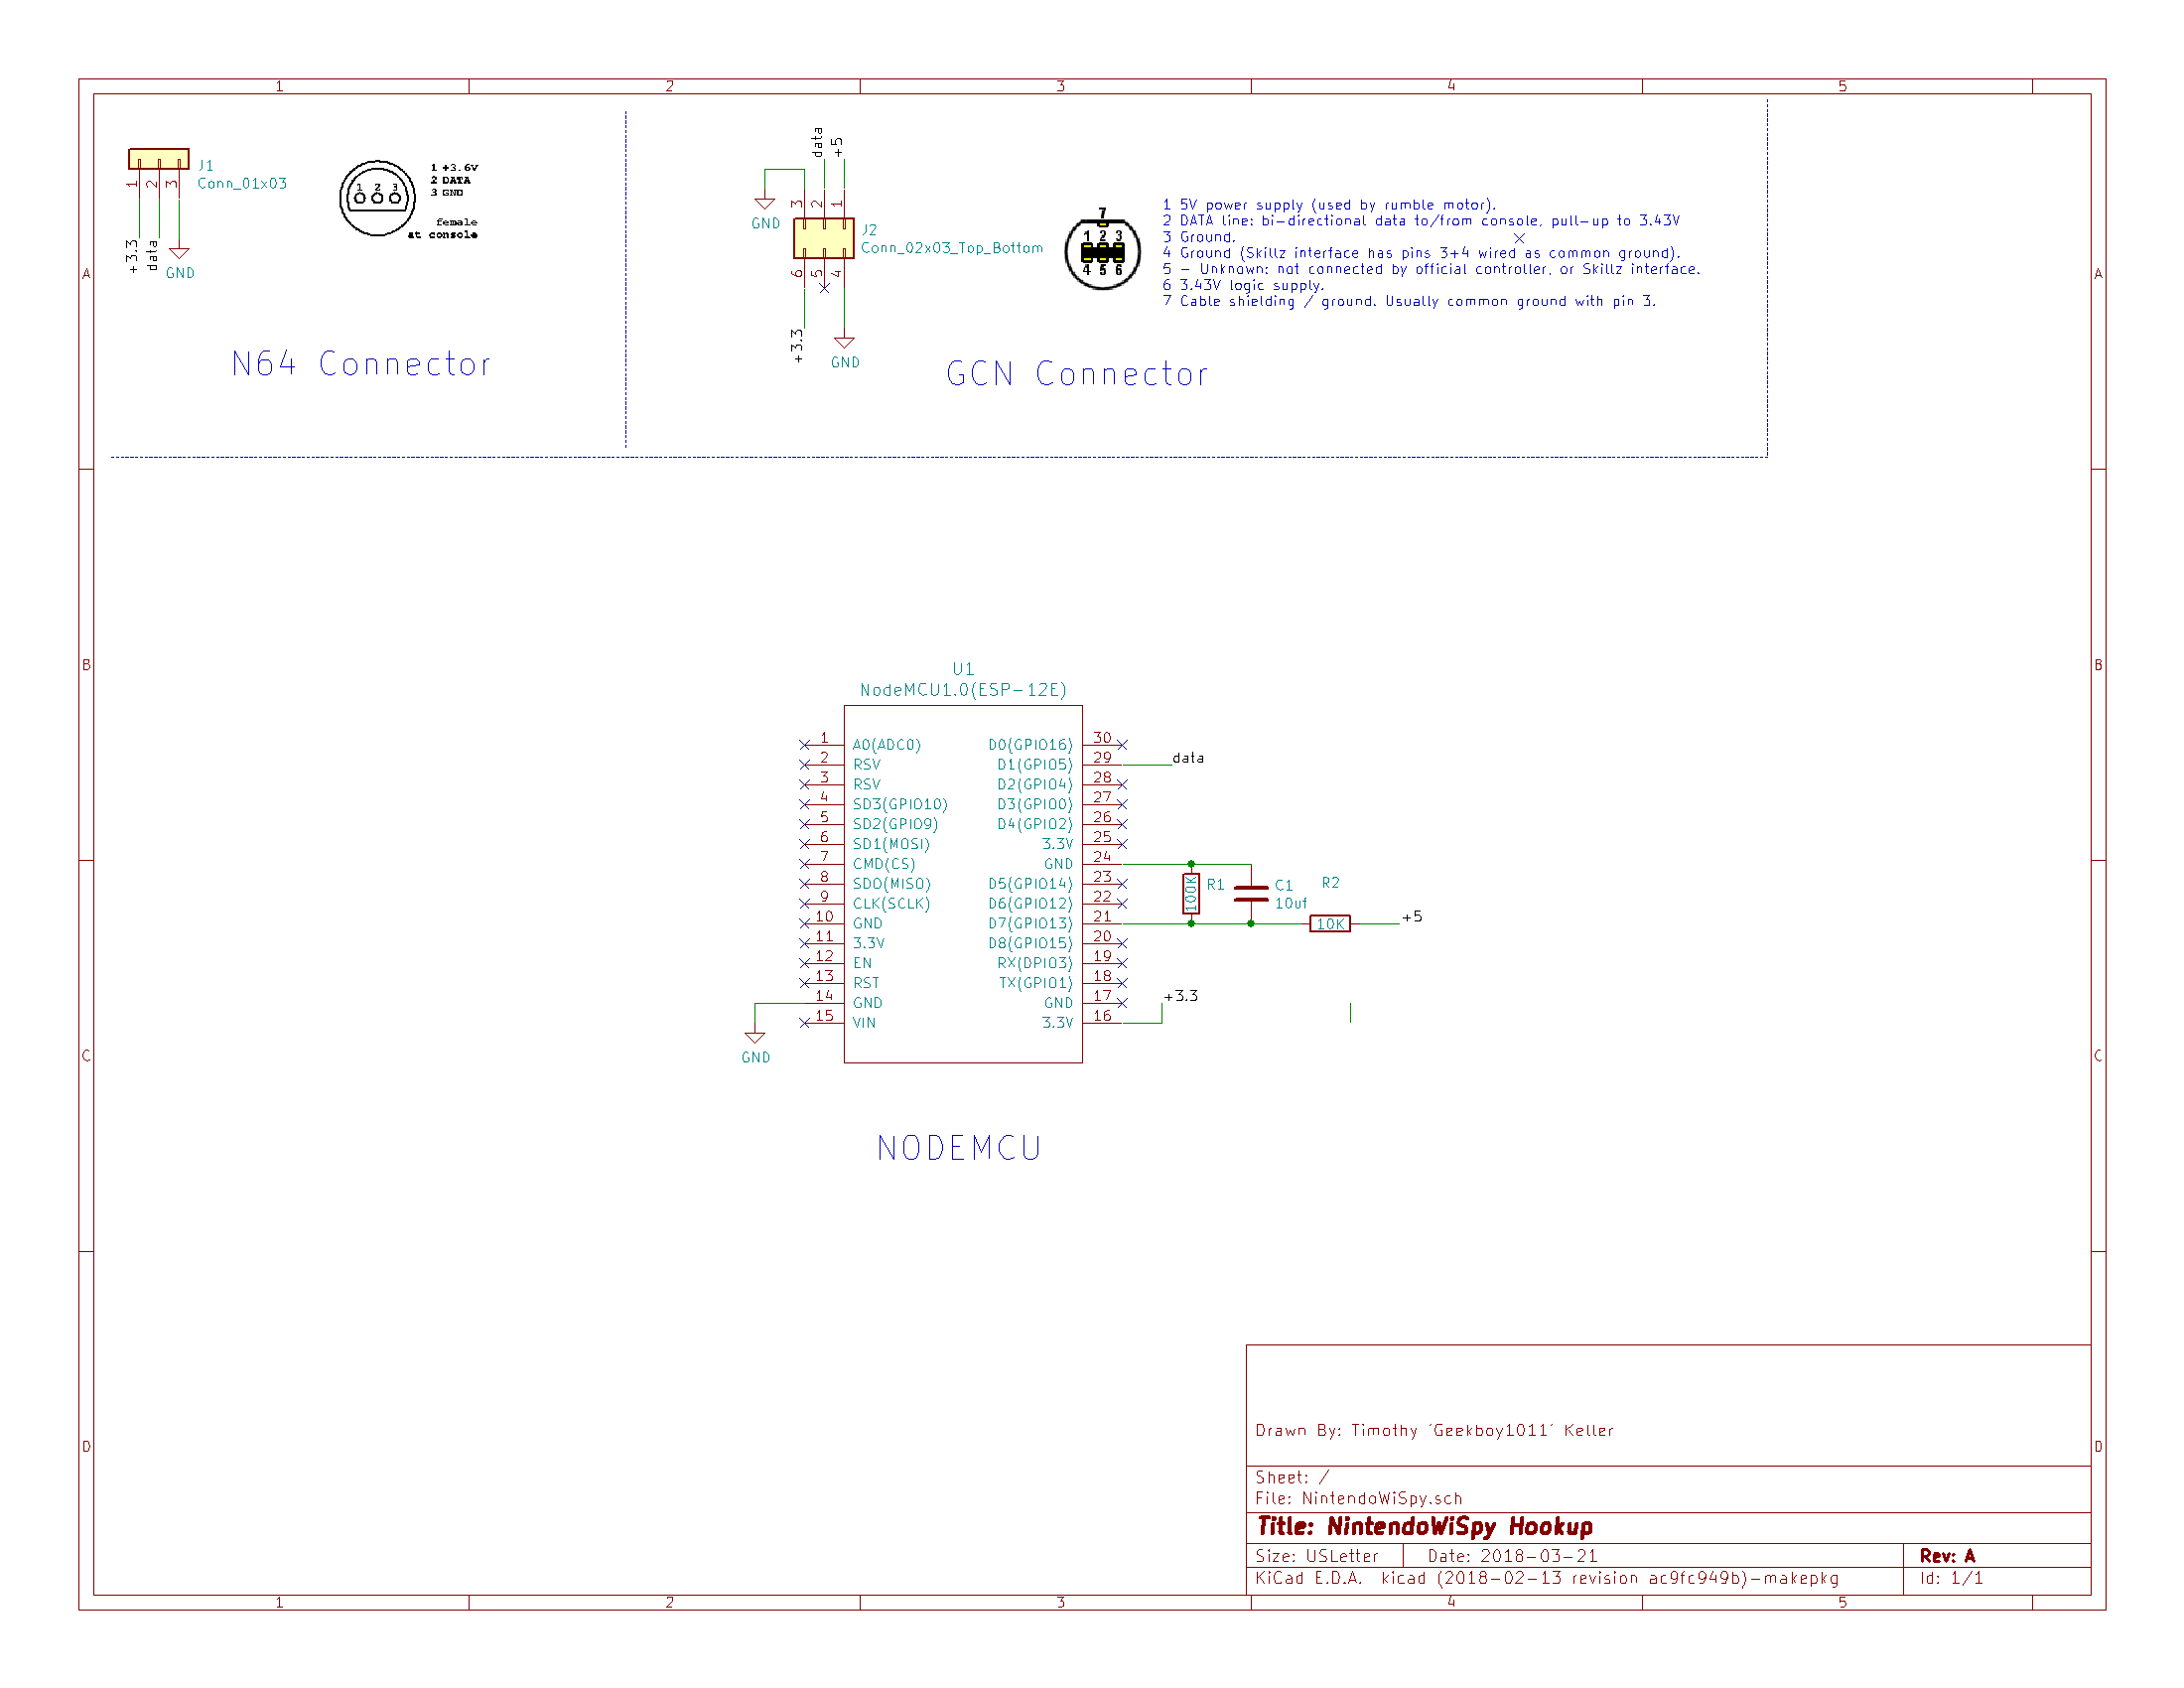 1 2 3 4 5
A A
B B
C C
D D
1 2 3 4 5
J1
Conn_01x03
1 2 3
+3.3 data
GND
1 2 3
1 +3.6V
2 DATA
3 GND
female
at console
N64 Connector
data +5
GND
3 2 1
J2
Conn_02x03_Top_Bottom
6 5 4
+3.3
GND
7
1 2 3
4 5 6
1 5V power supply (used by rumble motor).
2 DATA line: bi-directional data to/from console, pull-up to 3.43V
3 Ground.
4 Ground (Skillz interface has pins 3+4 wired as common ground).
5 - Unknown: not connected by official controller, or Skillz interface.
6 3.43V logic supply.
7 Cable shielding / ground. Usually common ground with pin 3.
GCN Connector
U1
NodeMCU1.0(ESP-12E)
1 A0(ADC0) D0(GPIO16) 30
2 RSV D1(GPIO5) 29 data
3 RSV D2(GPIO4) 28
4 SD3(GPIO10) D3(GPIO0) 27
5 SD2(GPIO9) D4(GPIO2) 26
6 SD1(MOSI) 3.3V 25
7 CMD(CS) GND 24
8 SDO(MISO) D5(GPIO14) 23
9 CLK(SCLK) D6(GPIO12) 22
10 GND D7(GPIO13) 21
11 3.3V D8(GPIO15) 20
12 EN RX(DPIO3) 19
13 RST TX(GPIO1) 18
14 GND GND 17
15 VIN 3.3V 16
100K R1
C1
10uf
R2
10K
+5
+3.3
GND
NODEMCU
Drawn By: Timothy 'Geekboy1011' Keller
Sheet: /
File: NintendoWiSpy.sch
Title: NintendoWiSpy Hookup
Size: USLetter Date: 2018-03-21 Rev: A
KiCad E.D.A. kicad (2018-02-13 revision ac9fc949b)-makepkg Id: 1/1